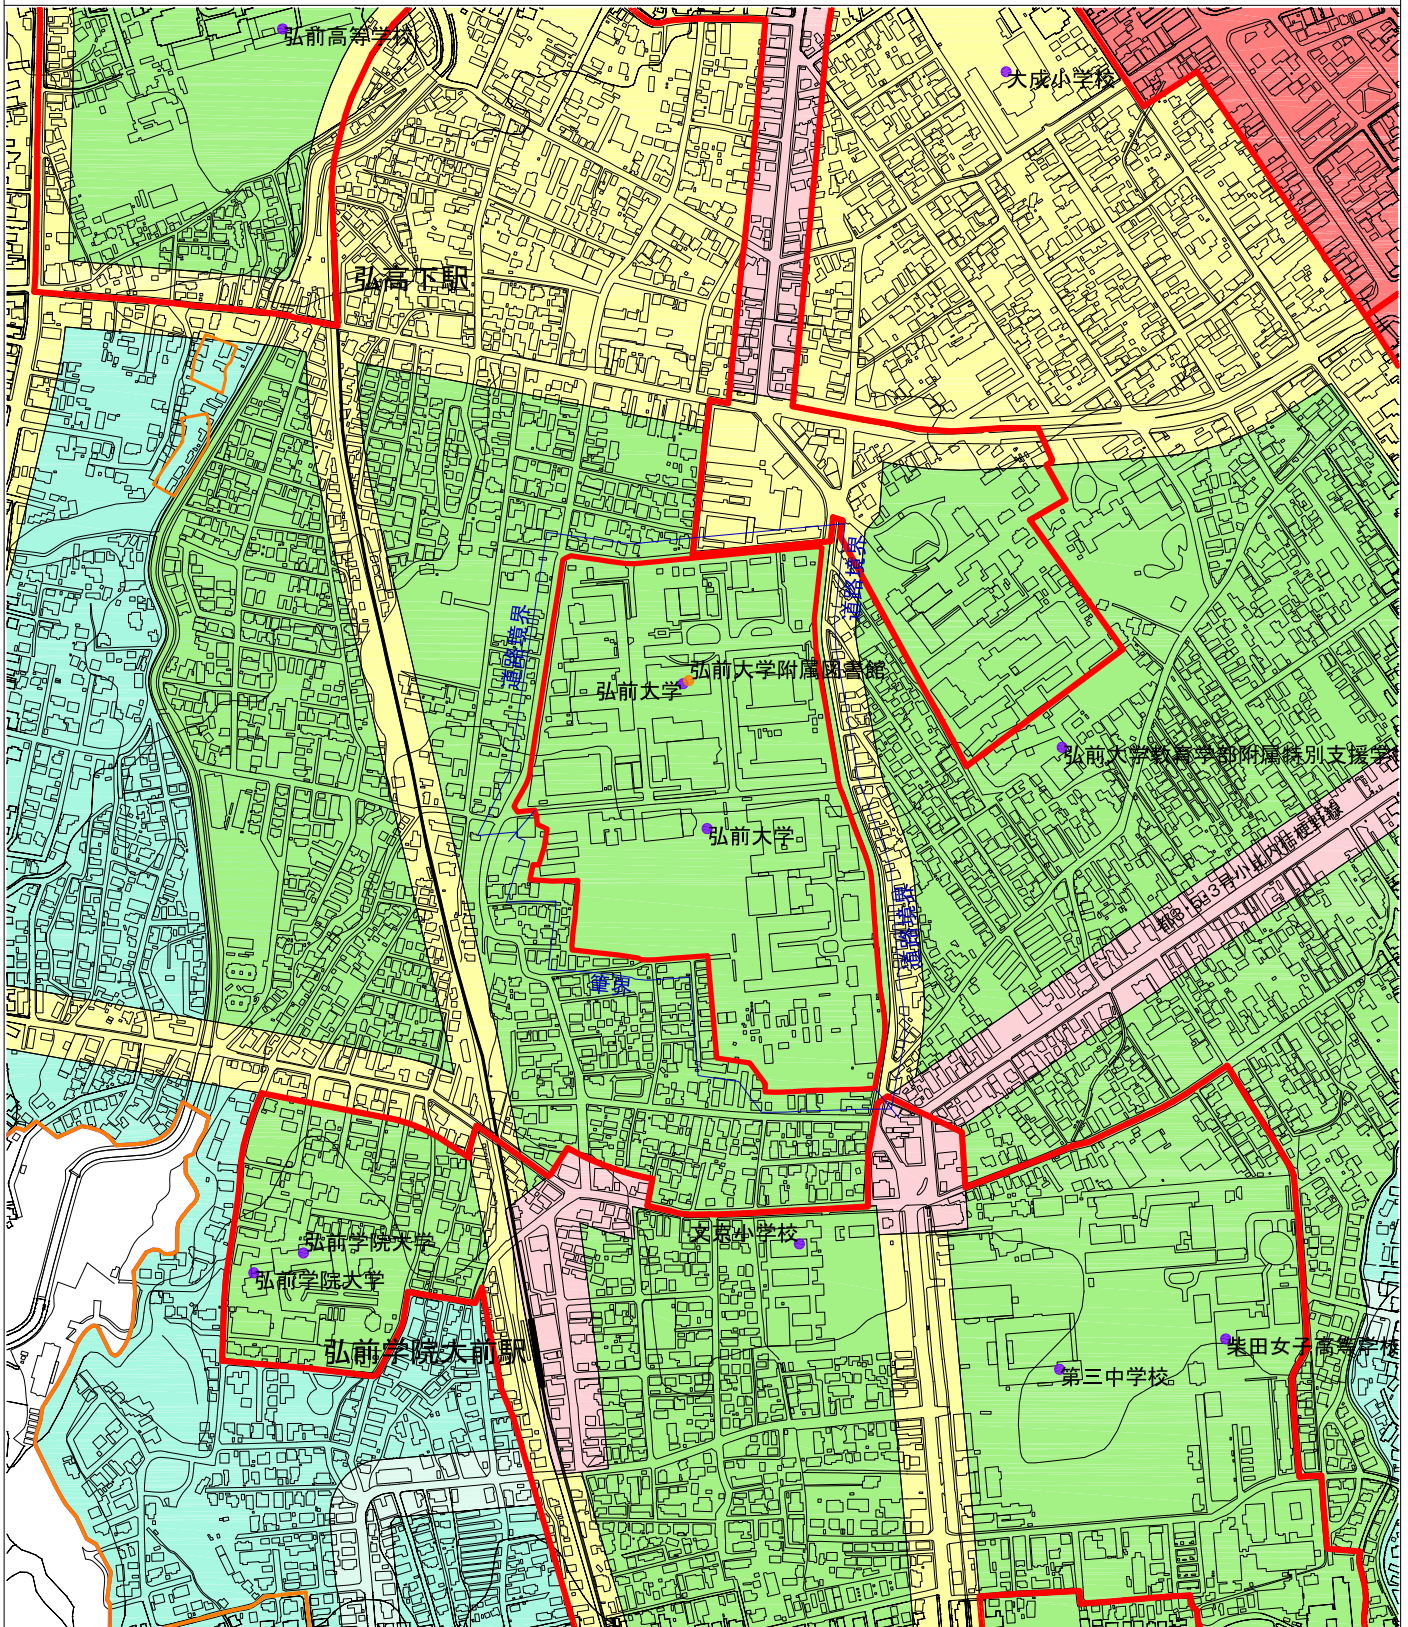 弘前高等学校
大成小学校
弘高下駅
道路境界
道路境界
弘前大学附属図書館
弘前大学
弘前大学教育学部附属特別支援学
弘前大学
道路境界
筆界
文京小学校
弘前学院大学
弘前学院大学
弘前学院大前駅
柴田女子高等学校
第三中学校